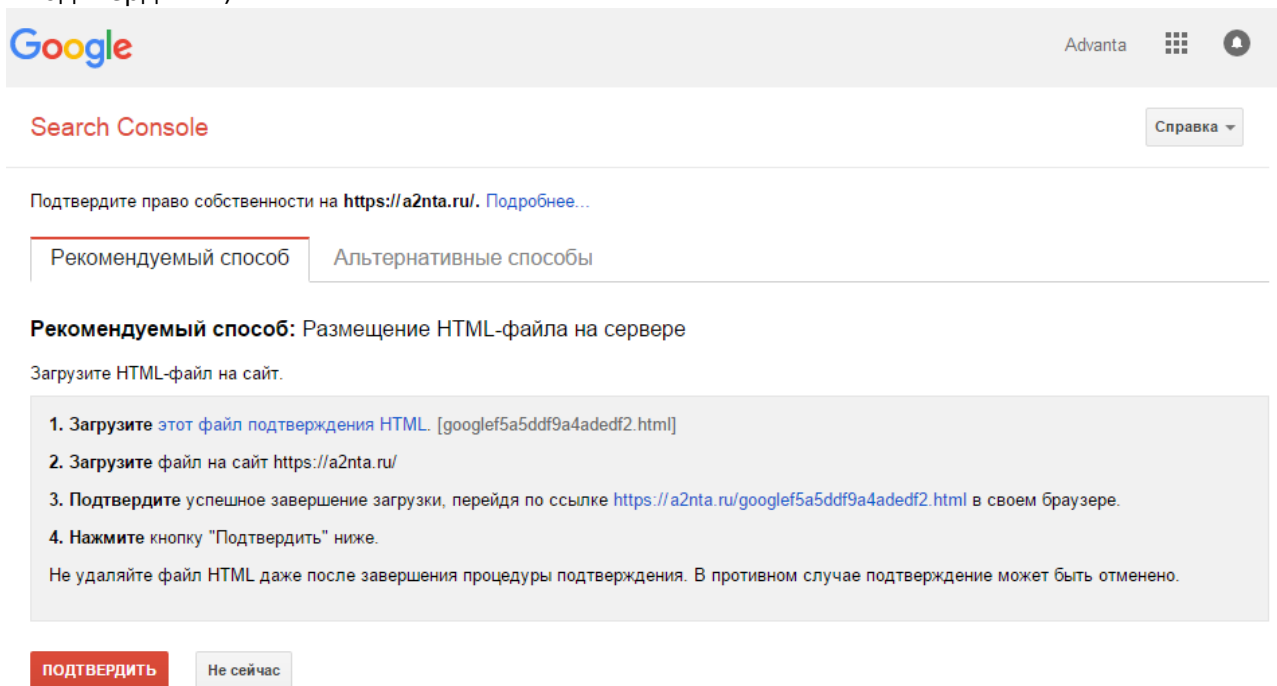 Google
Advanta
Search Console
Справка
Подтвердите право собственности на https://a2nta.ru/. Подробнее...
Рекомендуемый способ
Альтернативные способы
Рекомендуемый способ: Размещение HTML-файла на сервере
Загрузите HTML-файл на сайт.
1. Загрузите этот файл подтверждения HTML. [googlef5a5ddf9a4adedf2.html]
2. Загрузите файл на сайт https://a2nta.ru/
3. Подтвердите успешное завершение загрузки, перейдя по ссылке https://a2nta.ru/googlef5a5ddf9a4adedf2.html в своем браузере.
4. Нажмите кнопку "Подтвердить" ниже.
Не удаляйте файл HTML даже после завершения процедуры подтверждения. В противном случае подтверждение может быть отменено.
ПОДТВЕРДИТЬ
Не сейчас